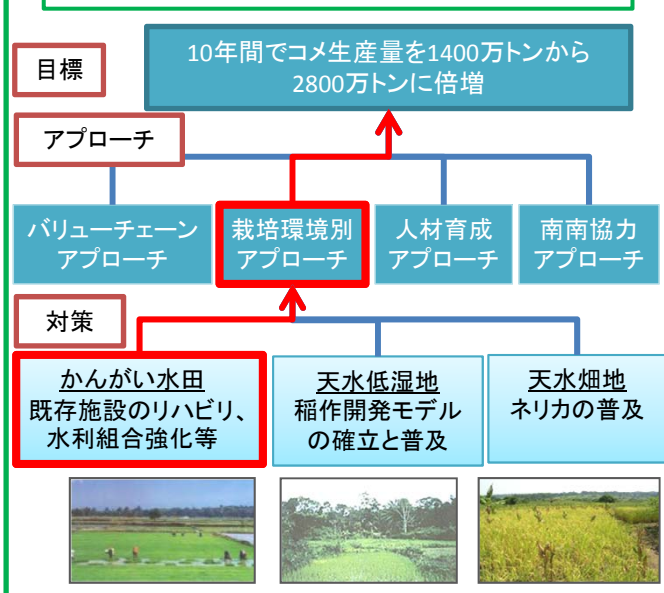 目標
10年間でコメ生産量を1400万トンから
2800万トンに倍増
アプローチ
バリューチェーン
アプローチ
栽培環境別
アプローチ
人材育成
アプローチ
南南協力
アプローチ
対策
かんがい水田
既存施設のリハビリ、
水利組合強化等
天水低湿地
稲作開発モデル
の確立と普及
天水畑地
ネリカの普及